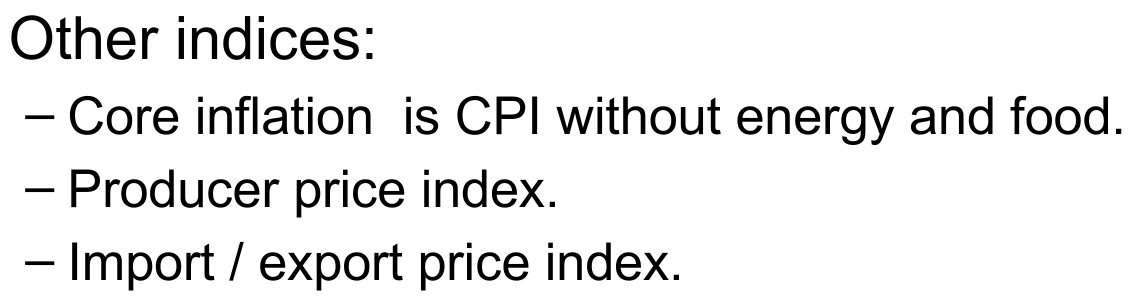 Other indices:
– Core inflation  is CPI without energy and food.
– Producer price index.
– Import / export price index.